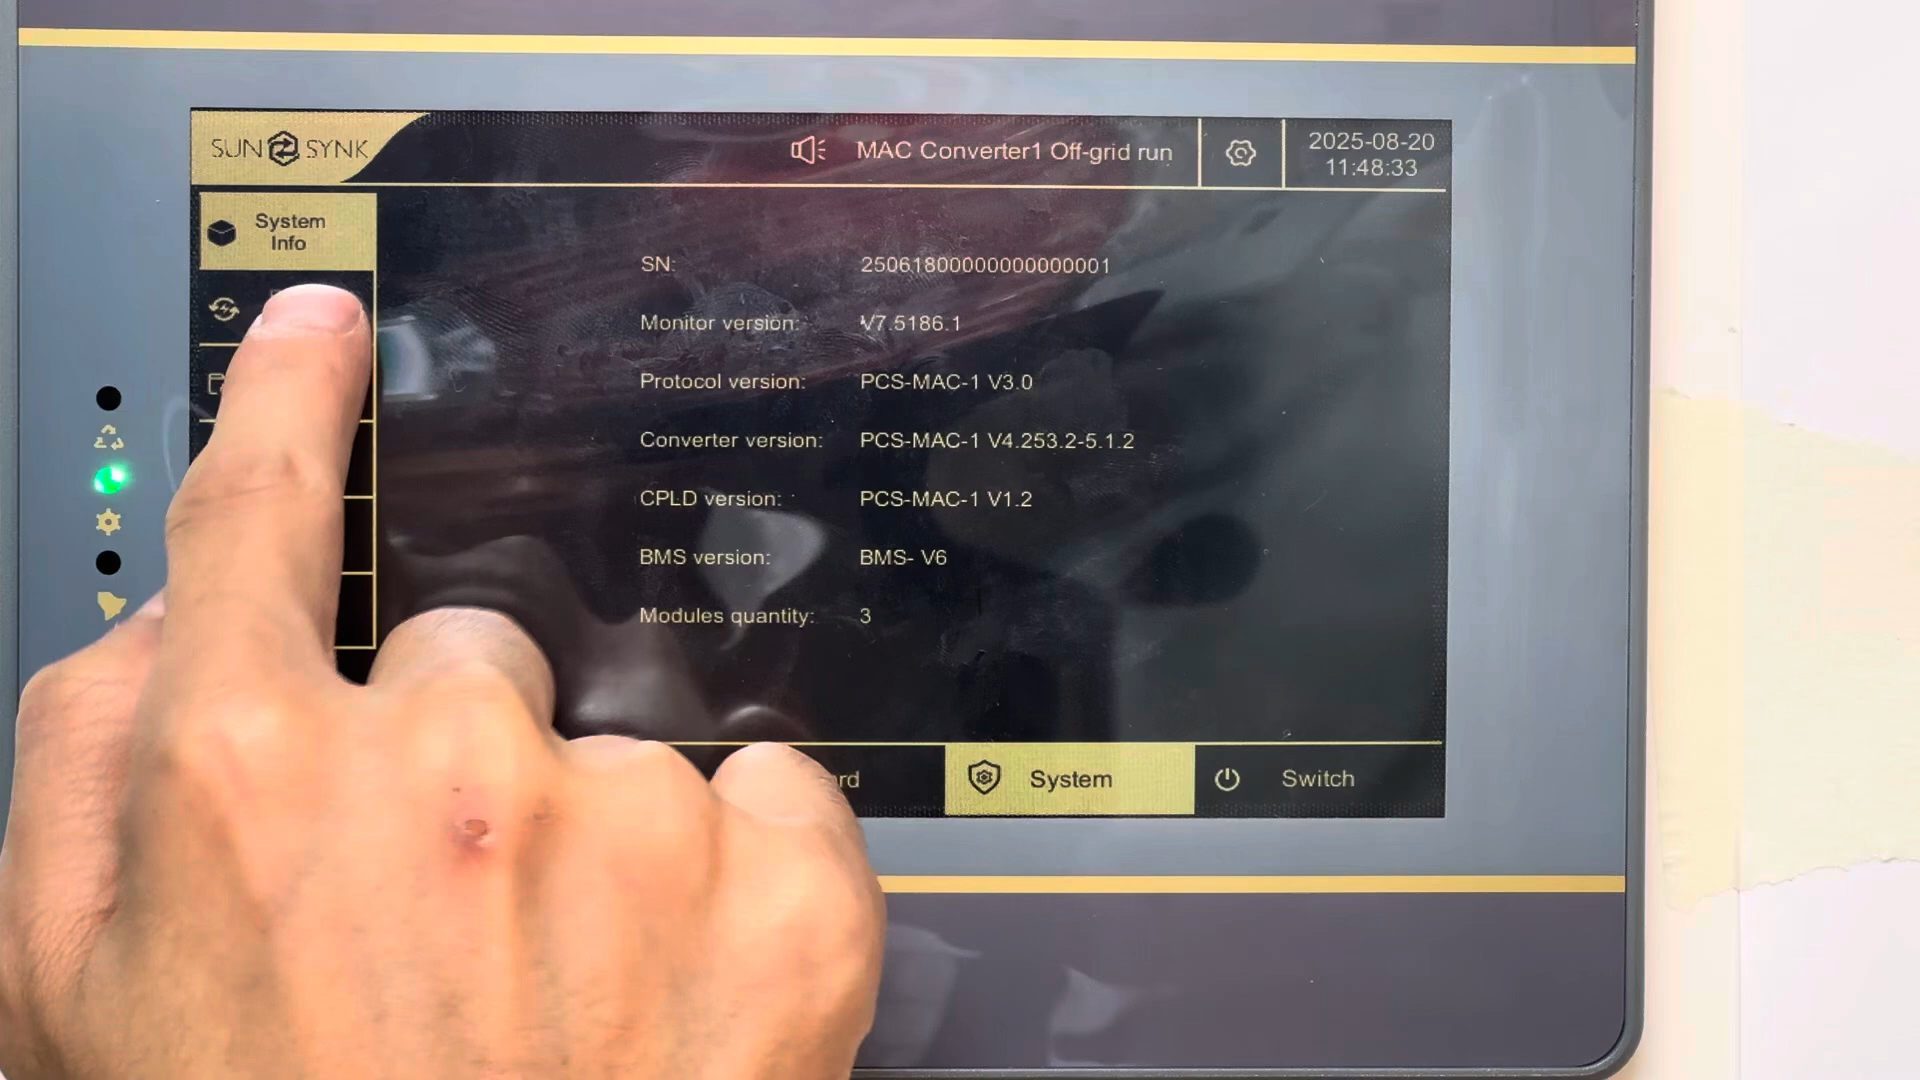 SUN SYNK
MAC Converter1 Off-grid run
2025-08-20
11:48:33
System
Info
SN: 25061800000000000001
Monitor version: V7.5186.1
Protocol version: PCS-MAC-1 V3.0
Converter version: PCS-MAC-1 V4.253.2-5.1.2
CPLD version: PCS-MAC-1 V1.2
BMS version: BMS- V6
Modules quantity: 3
System
Switch